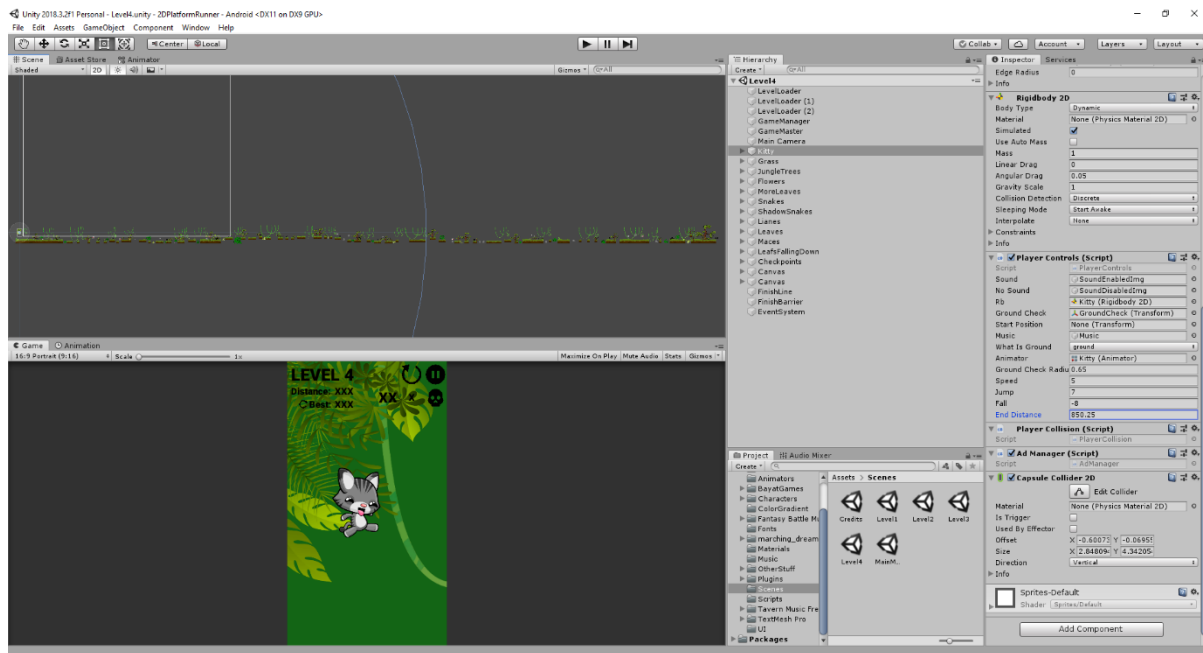 Unity 2018.3.2f1 Personal - Level4.unity - 2DPlatformRunner - Android <DX11 on DX9 GPU>
File Edit Assets GameObject Component Window Help
Center Local
Collab Account Layers Layout
Scene Asset Store Animator
Shaded 2D Gizmos All
Game Animation
16:9 Portrait (9:16) Scale 1x Maximize On Play Mute Audio Stats Gizmos
LEVEL 4
Distance: XXX
Best: XXX
XX
Hierarchy
Create All
Level4
LevelLoader
LevelLoader (1)
LevelLoader (2)
GameManager
GameMaster
Main Camera
Kitty
Grass
JungleTrees
Flowers
MoreLeaves
Snakes
ShadowSnakes
Lianes
Leaves
Maces
LeafsFallingDown
Checkpoints
Canvas
Canvas
FinishLine
FinishBarrier
EventSystem
Project Audio Mixer
Create
Animators
BayatGames
Characters
ColorGradient
Fantasy Battle Mu
Fonts
marching_dream
Materials
Music
OtherStuff
Plugins
Scenes
Scripts
Tavern Music Fre
TextMesh Pro
UI
Packages
Assets > Scenes
Credits Level1 Level2 Level3
Level4 MainM...
Inspector Services
Edge Radius 0
Info
Rigidbody 2D
Body Type Dynamic
Material None (Physics Material 2D)
Simulated
Use Auto Mass
Mass 1
Linear Drag 0
Angular Drag 0.05
Gravity Scale 1
Collision Detection Discrete
Sleeping Mode Start Awake
Interpolate None
Constraints
Info
Player Controls (Script)
Script PlayerControls
Sound SoundEnabledImg
No Sound SoundDisabledImg
Rb Kitty (Rigidbody 2D)
Ground Check GroundCheck (Transform)
Start Position None (Transform)
Music Music
What Is Ground ground
Animator Kitty (Animator)
Ground Check Radiu 0.65
Speed 5
Jump 7
Fall -8
End Distance 850.25
Player Collision (Script)
Script PlayerCollision
Ad Manager (Script)
Script AdManager
Capsule Collider 2D
Edit Collider
Material None (Physics Material 2D)
Is Trigger
Used By Effector
Offset X -0.60073 Y -0.06955
Size X 2.848094 Y 4.34205
Direction Vertical
Info
Sprites-Default
Shader Sprites/Default
Add Component